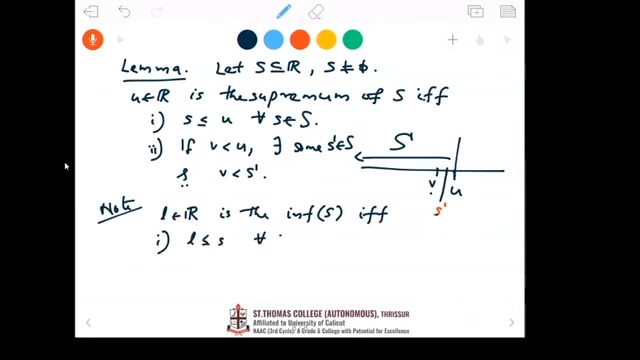 Lemma. Let S ⊆ ℝ, S ≠ ϕ.
u ∈ ℝ is the supremum of S iff
i) s ≤ u ∀ s ∈ S.
ii) If v < u, ∃ some s' ∈ S
∋: v < s'.
S
v u
s'
Note l ∈ ℝ is the inf(S) iff
i) l ≤ s ∀
ST.THOMAS COLLEGE (AUTONOMOUS), THRISSUR
Affiliated to University of Calicut
NAAC (3rd Cycle): A Grade & College with Potential for Excellence